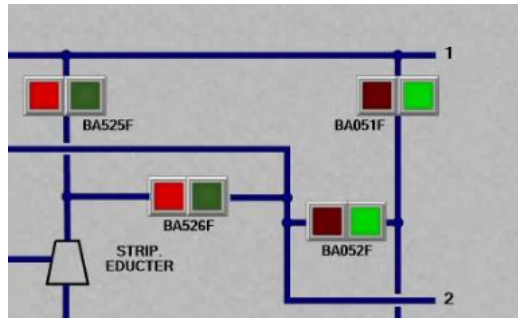 1
BA525F
BA051F
BA526F
STRIP.
EDUCTER
BA052F
2